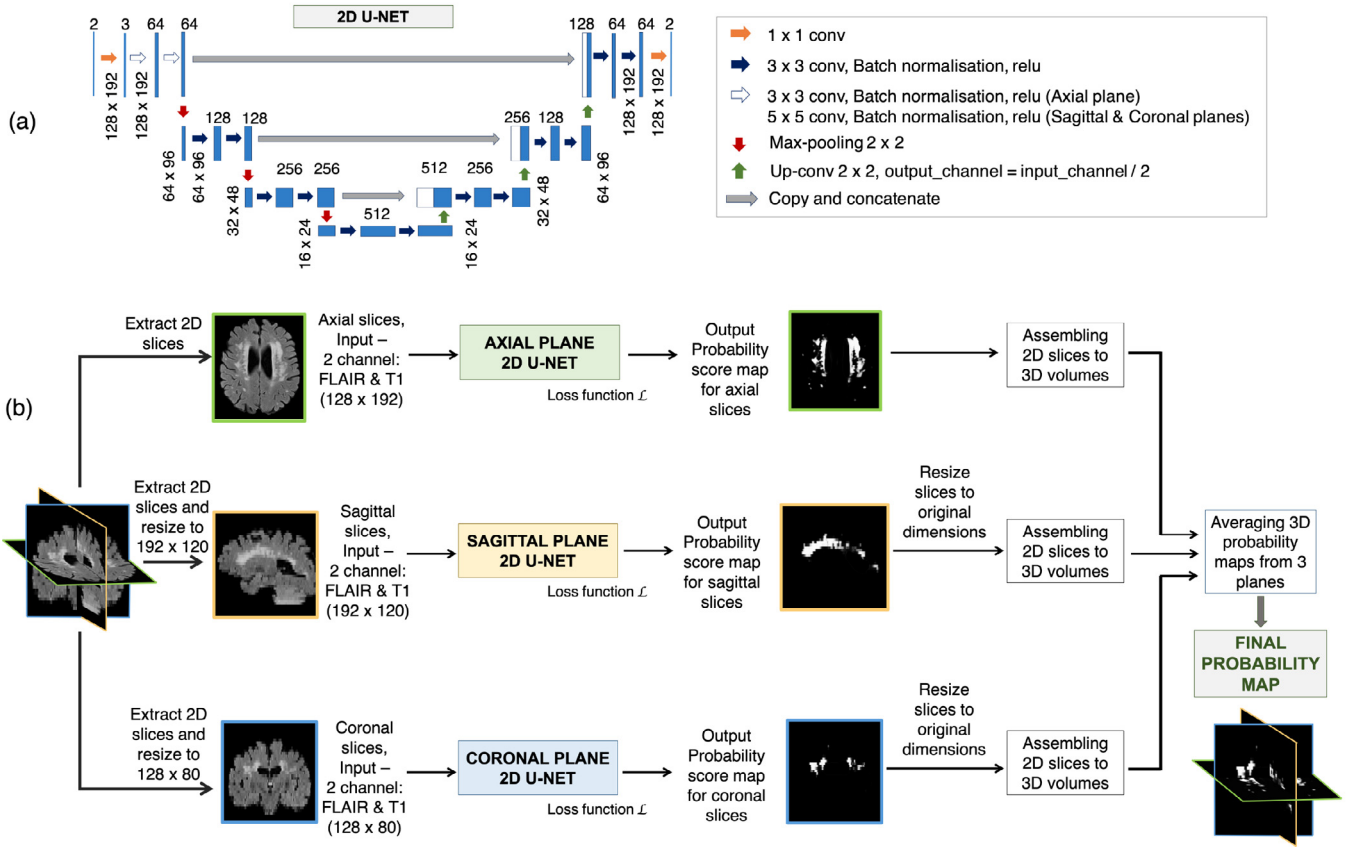 2D U-NET
2 3 64 64
128 64 64 2
128 x 192
128 x 192
128 x 192
128 x 192
(a)
128 128
256 128
64 x 96
64 x 96
64 x 96
256 256
512 256
32 x 48
32 x 48
512
16 x 24
16 x 24
1 x 1 conv
3 x 3 conv, Batch normalisation, relu
3 x 3 conv, Batch normalisation, relu (Axial plane)
5 x 5 conv, Batch normalisation, relu (Sagittal & Coronal planes)
Max-pooling 2 x 2
Up-conv 2 x 2, output_channel = input_channel / 2
Copy and concatenate
(b)
Extract 2D
slices
Axial slices,
Input –
2 channel:
FLAIR & T1
(128 x 192)
AXIAL PLANE
2D U-NET
Loss function ℒ
Output
Probability
score map
for axial
slices
Assembling
2D slices to
3D volumes
Extract 2D
slices and
resize to
192 x 120
Sagittal
slices,
Input –
2 channel:
FLAIR & T1
(192 x 120)
SAGITTAL PLANE
2D U-NET
Loss function ℒ
Output
Probability
score map
for sagittal
slices
Resize
slices to
original
dimensions
Assembling
2D slices to
3D volumes
Averaging 3D
probability
maps from 3
planes
FINAL
PROBABILITY
MAP
Extract 2D
slices and
resize to
128 x 80
Coronal
slices,
Input –
2 channel:
FLAIR & T1
(128 x 80)
CORONAL PLANE
2D U-NET
Loss function ℒ
Output
Probability
score map
for coronal
slices
Resize
slices to
original
dimensions
Assembling
2D slices to
3D volumes